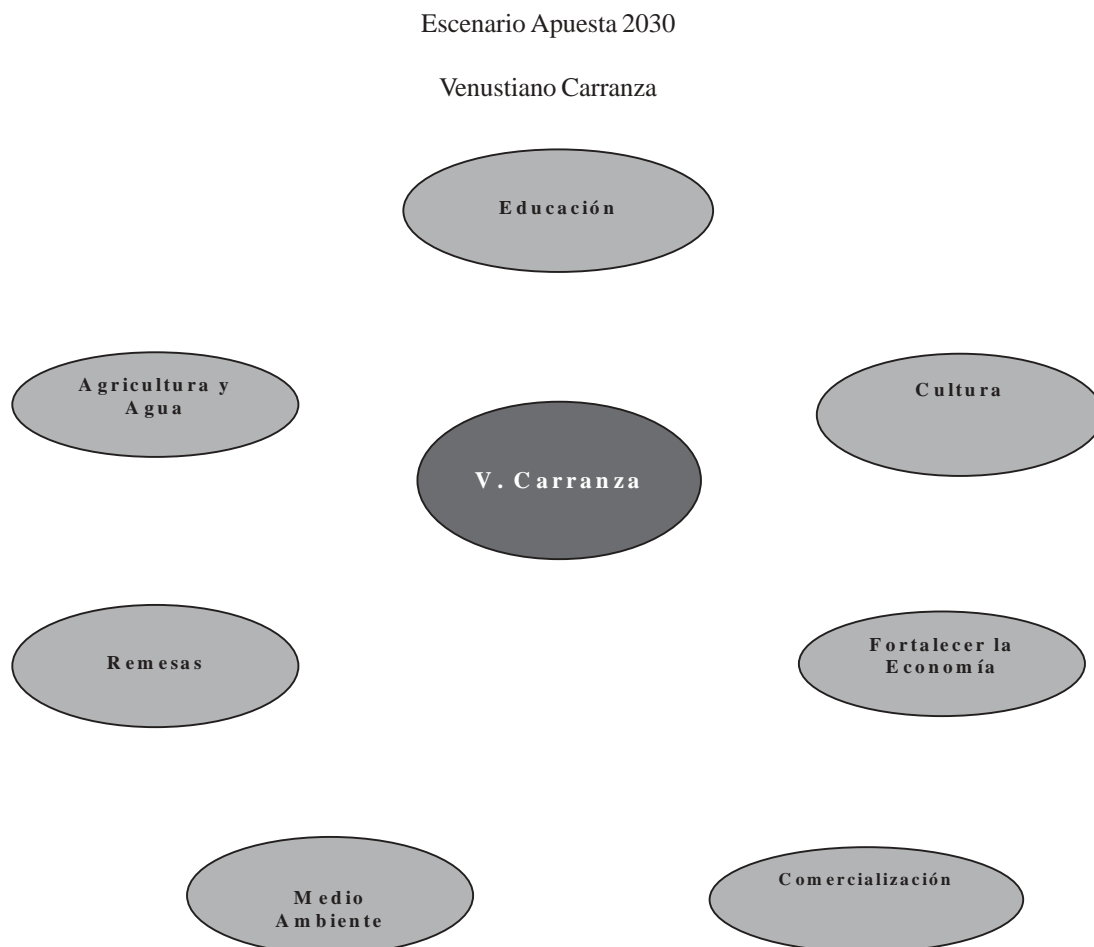 Escenario Apuesta 2030
Venustiano Carranza
Educación
Agricultura y
Agua
Cultura
V. Carranza
Remesas
Fortalecer la
Economía
Medio
Ambiente
Comercialización